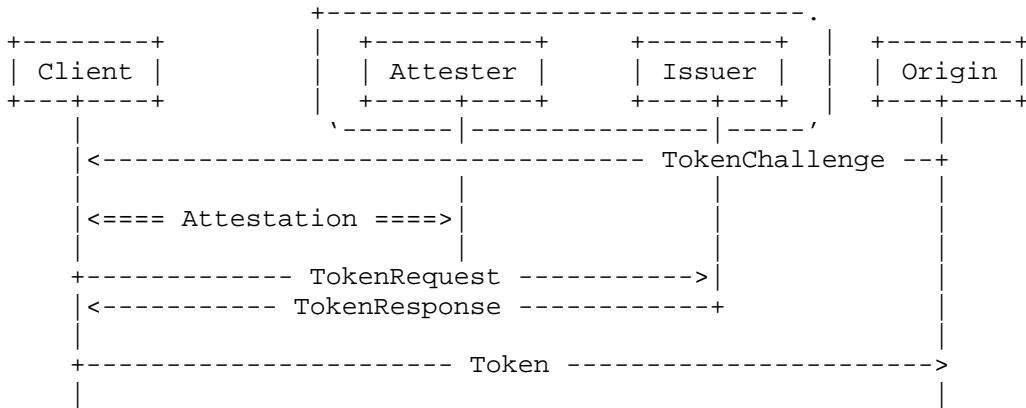 Client Attester Issuer Origin
TokenChallenge
Attestation
TokenRequest
TokenResponse
Token